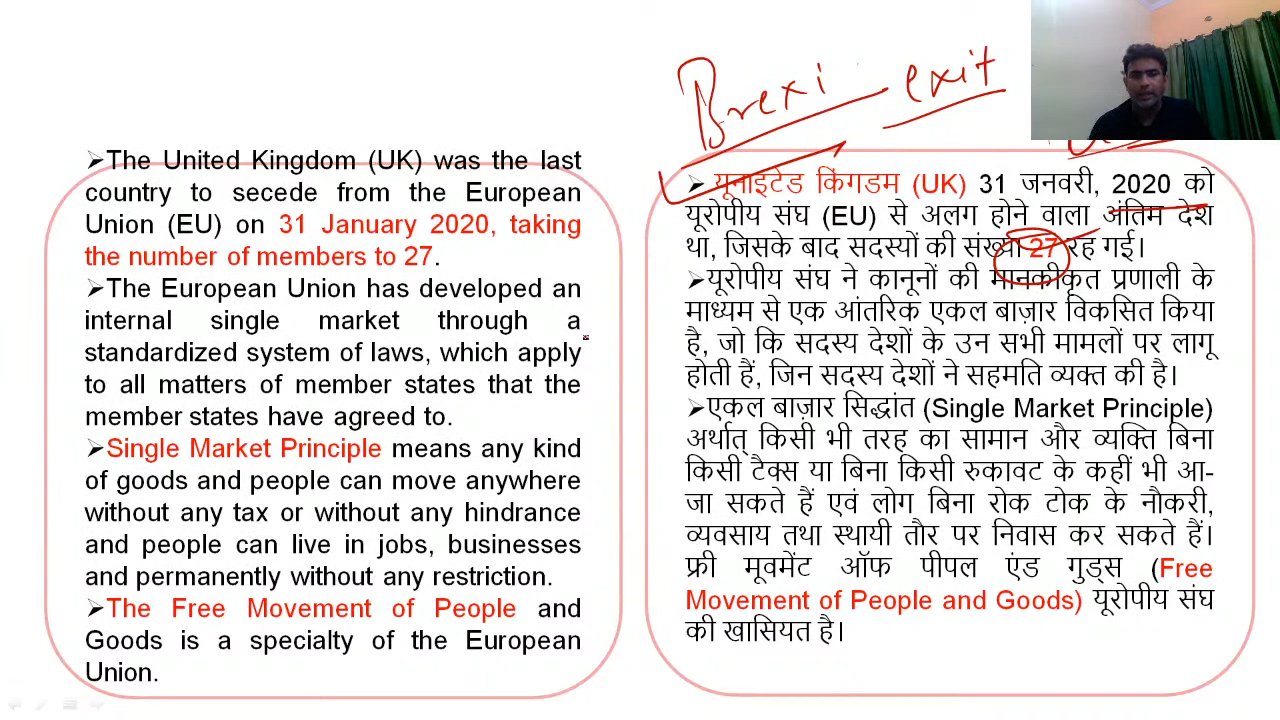 Brexi exit
➢The United Kingdom (UK) was the last
country to secede from the European
Union (EU) on 31 January 2020, taking
the number of members to 27.
➢The European Union has developed an
internal single market through a
standardized system of laws, which apply
to all matters of member states that the
member states have agreed to.
➢Single Market Principle means any kind
of goods and people can move anywhere
without any tax or without any hindrance
and people can live in jobs, businesses
and permanently without any restriction.
➢The Free Movement of People and
Goods is a specialty of the European
Union.
➢यूनाइटेड किंगडम (UK) 31 जनवरी, 2020 को
यूरोपीय संघ (EU) से अलग होने वाला अंतिम देश
था, जिसके बाद सदस्यों की संख्या 27 रह गई।
➢यूरोपीय संघ ने कानूनों की मानकीकृत प्रणाली के
माध्यम से एक आंतरिक एकल बाज़ार विकसित किया
है, जो कि सदस्य देशों के उन सभी मामलों पर लागू
होती हैं, जिन सदस्य देशों ने सहमति व्यक्त की है।
➢एकल बाज़ार सिद्धांत (Single Market Principle)
अर्थात् किसी भी तरह का सामान और व्यक्ति बिना
किसी टैक्स या बिना किसी रुकावट के कहीं भी आ-
जा सकते हैं एवं लोग बिना रोक टोक के नौकरी,
व्यवसाय तथा स्थायी तौर पर निवास कर सकते हैं।
फ्री मूवमेंट ऑफ पीपल एंड गुड्स (Free
Movement of People and Goods) यूरोपीय संघ
की खासियत है।